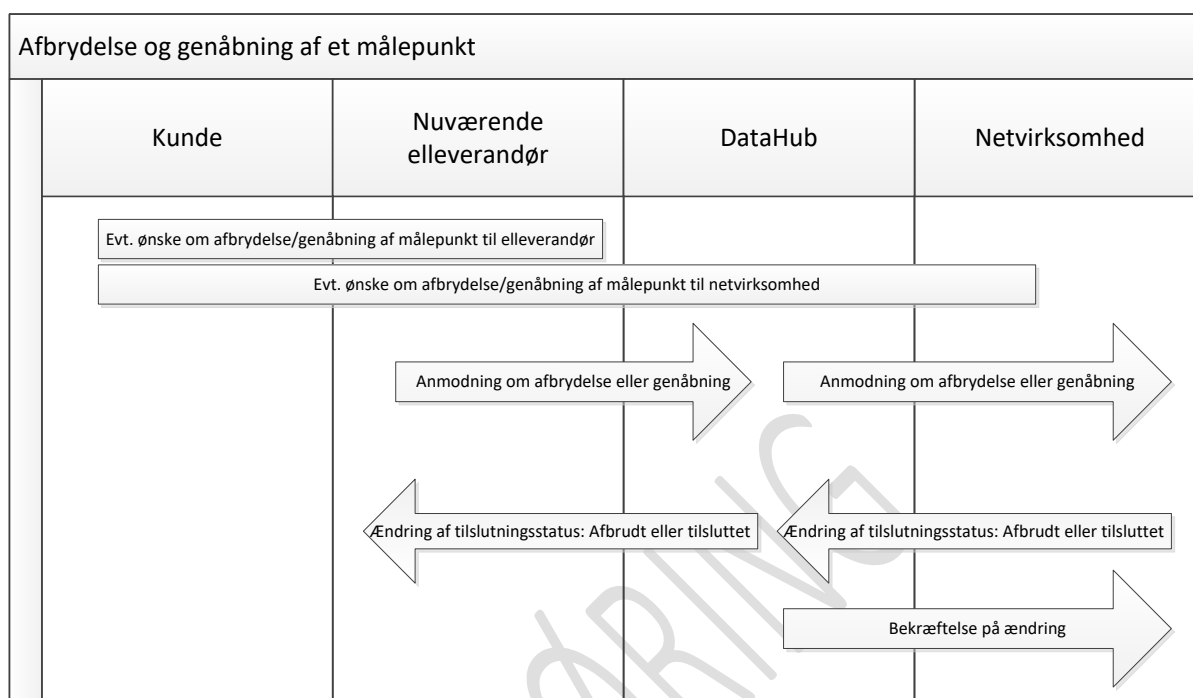 Afbrydelse og genåbning af et målepunkt
Kunde
Nuværende
elleverandør
DataHub
Netvirksomhed
Evt. ønske om afbrydelse/genåbning af målepunkt til elleverandør
Evt. ønske om afbrydelse/genåbning af målepunkt til netvirksomhed
Anmodning om afbrydelse eller genåbning
Anmodning om afbrydelse eller genåbning
Ændring af tilslutningsstatus: Afbrudt eller tilsluttet
Ændring af tilslutningsstatus: Afbrudt eller tilsluttet
Bekræftelse på ændring
ØRING